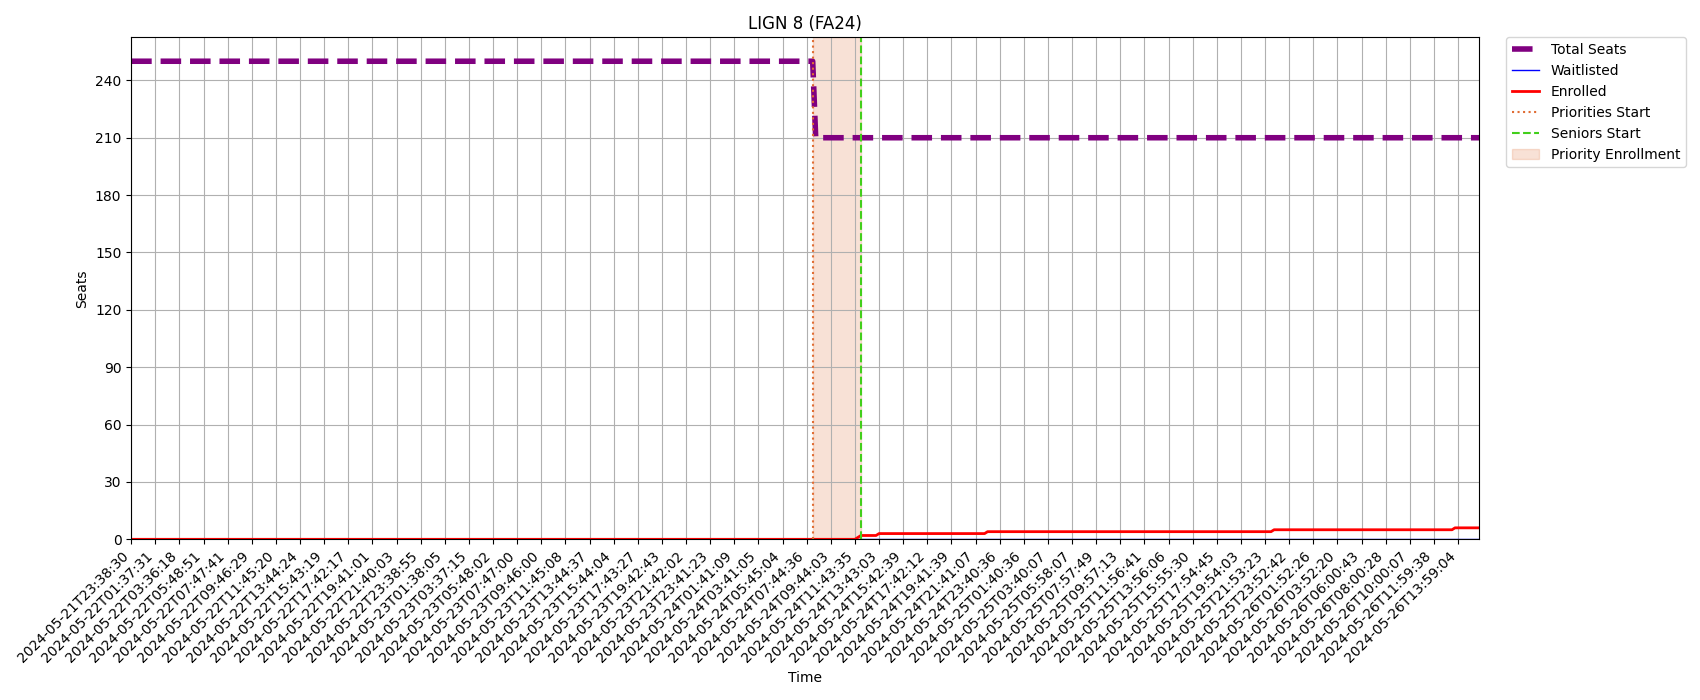 LIGN 8 (FA24)
Total Seats
Waitlisted
Enrolled
Priorities Start
Seniors Start
Priority Enrollment
Seats
240
210
180
150
120
90
60
30
0
2024-05-21T23:38:30
2024-05-22T01:37:31
2024-05-22T03:36:18
2024-05-22T05:48:51
2024-05-22T07:47:41
2024-05-22T09:46:29
2024-05-22T11:45:20
2024-05-22T13:44:24
2024-05-22T15:43:19
2024-05-22T17:42:17
2024-05-22T19:41:01
2024-05-22T21:40:03
2024-05-22T23:38:55
2024-05-23T01:38:05
2024-05-23T03:37:15
2024-05-23T05:48:02
2024-05-23T07:47:00
2024-05-23T09:46:00
2024-05-23T11:45:08
2024-05-23T13:44:37
2024-05-23T15:44:04
2024-05-23T17:43:27
2024-05-23T19:42:43
2024-05-23T21:42:02
2024-05-23T23:41:23
2024-05-24T01:41:09
2024-05-24T03:41:05
2024-05-24T05:45:04
2024-05-24T07:44:36
2024-05-24T09:44:03
2024-05-24T11:43:35
2024-05-24T13:43:03
2024-05-24T15:42:39
2024-05-24T17:42:12
2024-05-24T19:41:39
2024-05-24T21:41:07
2024-05-24T23:40:36
2024-05-25T01:40:36
2024-05-25T03:40:07
2024-05-25T05:58:07
2024-05-25T07:57:49
2024-05-25T09:57:13
2024-05-25T11:56:41
2024-05-25T13:56:06
2024-05-25T15:55:30
2024-05-25T17:54:45
2024-05-25T19:54:03
2024-05-25T21:53:23
2024-05-25T23:52:42
2024-05-26T01:52:26
2024-05-26T03:52:20
2024-05-26T06:00:43
2024-05-26T08:00:28
2024-05-26T10:00:07
2024-05-26T11:59:38
2024-05-26T13:59:04
Time